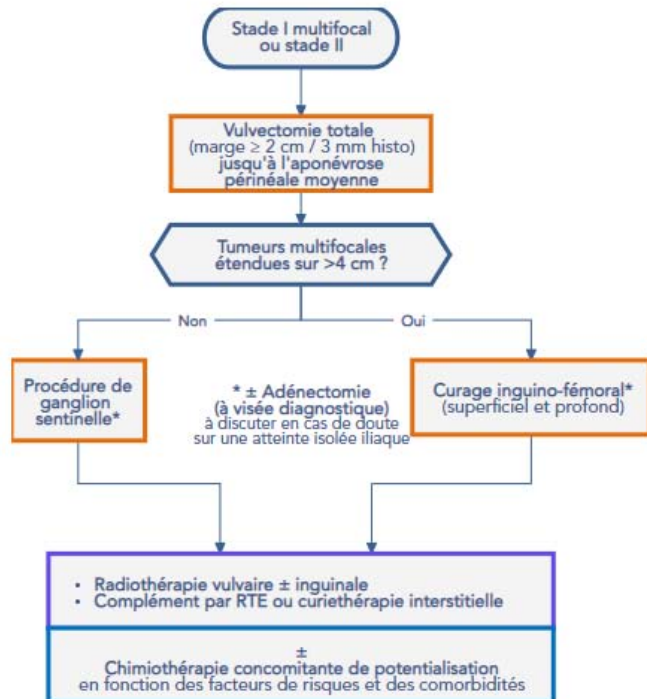 Stade I multifocal
ou stade II
Vulvectomie totale
(marge ≥ 2 cm / 3 mm histo)
jusqu'à l'aponévrose
périnéale moyenne
Tumeurs multifocales
étendues sur >4 cm ?
Non
Oui
Procédure de
ganglion
sentinelle*
* ± Adénectomie
(à visée diagnostique)
à discuter en cas de doute
sur une atteinte isolée iliaque
Curage inguino-fémoral*
(superficiel et profond)
• Radiothérapie vulvaire ± inguinale
• Complément par RTE ou curiethérapie interstitielle
±
Chimiothérapie concomitante de potentialisation
en fonction des facteurs de risques et des comorbidités